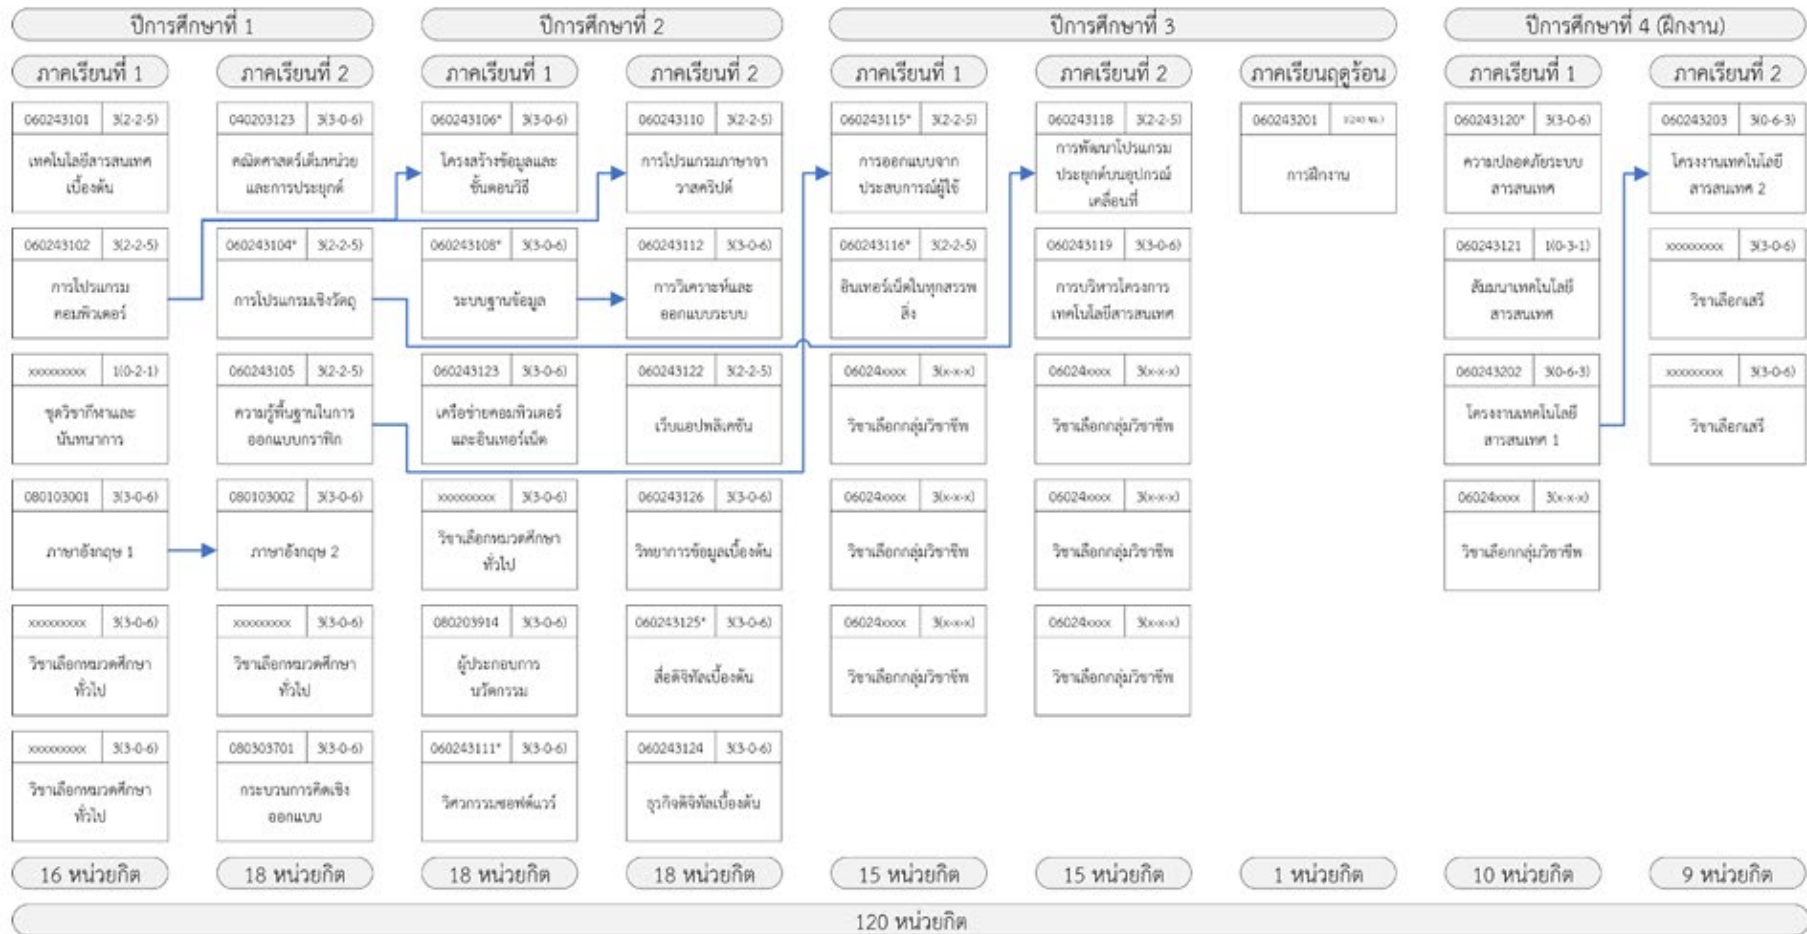 ปีการศึกษาที่ 1
ปีการศึกษาที่ 2
ปีการศึกษาที่ 3
ปีการศึกษาที่ 4 (ฝึกงาน)
ภาคเรียนที่ 1
ภาคเรียนที่ 2
ภาคเรียนที่ 1
ภาคเรียนที่ 2
ภาคเรียนที่ 1
ภาคเรียนที่ 2
ภาคเรียนฤดูร้อน
ภาคเรียนที่ 1
ภาคเรียนที่ 2
060243101 3(2-2-5)
เทคโนโลยีสารสนเทศ
เบื้องต้น
060243102 3(2-2-5)
การโปรแกรม
คอมพิวเตอร์
xxxxxxxxx 1(0-2-1)
ชุดวิชากีฬาและ
นันทนาการ
080103001 3(3-0-6)
ภาษาอังกฤษ 1
xxxxxxxxx 3(3-0-6)
วิชาเลือกหมวดศึกษา
ทั่วไป
xxxxxxxxx 3(3-0-6)
วิชาเลือกหมวดศึกษา
ทั่วไป
16 หน่วยกิต
040203123 3(3-0-6)
คณิตศาสตร์เต็มหน่วย
และการประยุกต์
060243104* 3(2-2-5)
การโปรแกรมเชิงวัตถุ
060243105 3(2-2-5)
ความรู้พื้นฐานในการ
ออกแบบกราฟิก
080103002 3(3-0-6)
ภาษาอังกฤษ 2
xxxxxxxxx 3(3-0-6)
วิชาเลือกหมวดศึกษา
ทั่วไป
080303701 3(3-0-6)
กระบวนการคิดเชิง
ออกแบบ
18 หน่วยกิต
060243106* 3(3-0-6)
โครงสร้างข้อมูลและ
ขั้นตอนวิธี
060243108* 3(3-0-6)
ระบบฐานข้อมูล
060243123 3(3-0-6)
เครือข่ายคอมพิวเตอร์
และอินเทอร์เน็ต
xxxxxxxxx 3(3-0-6)
วิชาเลือกหมวดศึกษา
ทั่วไป
080203914 3(3-0-6)
ผู้ประกอบการ
นวัตกรรม
060243111* 3(3-0-6)
วิศวกรรมซอฟต์แวร์
18 หน่วยกิต
060243110 3(2-2-5)
การโปรแกรมภาษาจา
วาสคริปต์
060243112 3(3-0-6)
การวิเคราะห์และ
ออกแบบระบบ
060243122 3(2-2-5)
เว็บแอปพลิเคชัน
060243126 3(3-0-6)
วิทยาการข้อมูลเบื้องต้น
060243125* 3(3-0-6)
สื่อดิจิทัลเบื้องต้น
060243124 3(3-0-6)
ธุรกิจดิจิทัลเบื้องต้น
18 หน่วยกิต
060243115* 3(2-2-5)
การออกแบบจาก
ประสบการณ์ผู้ใช้
060243116* 3(2-2-5)
อินเทอร์เน็ตในทุกสรรพ
สิ่ง
06024xxxx 3(x-x-x)
วิชาเลือกกลุ่มวิชาชีพ
06024xxxx 3(x-x-x)
วิชาเลือกกลุ่มวิชาชีพ
06024xxxx 3(x-x-x)
วิชาเลือกกลุ่มวิชาชีพ
15 หน่วยกิต
060243118 3(2-2-5)
การพัฒนาโปรแกรม
ประยุกต์บนอุปกรณ์
เคลื่อนที่
060243119 3(3-0-6)
การบริหารโครงการ
เทคโนโลยีสารสนเทศ
06024xxxx 3(x-x-x)
วิชาเลือกกลุ่มวิชาชีพ
06024xxxx 3(x-x-x)
วิชาเลือกกลุ่มวิชาชีพ
06024xxxx 3(x-x-x)
วิชาเลือกกลุ่มวิชาชีพ
15 หน่วยกิต
060243201 1(240 ชม.)
การฝึกงาน
1 หน่วยกิต
060243120* 3(3-0-6)
ความปลอดภัยระบบ
สารสนเทศ
060243121 1(0-3-1)
สัมมนาเทคโนโลยี
สารสนเทศ
060243202 3(0-6-3)
โครงงานเทคโนโลยี
สารสนเทศ 1
06024xxxx 3(x-x-x)
วิชาเลือกกลุ่มวิชาชีพ
10 หน่วยกิต
060243203 3(0-6-3)
โครงงานเทคโนโลยี
สารสนเทศ 2
xxxxxxxxx 3(3-0-6)
วิชาเลือกเสรี
xxxxxxxxx 3(3-0-6)
วิชาเลือกเสรี
9 หน่วยกิต
120 หน่วยกิต